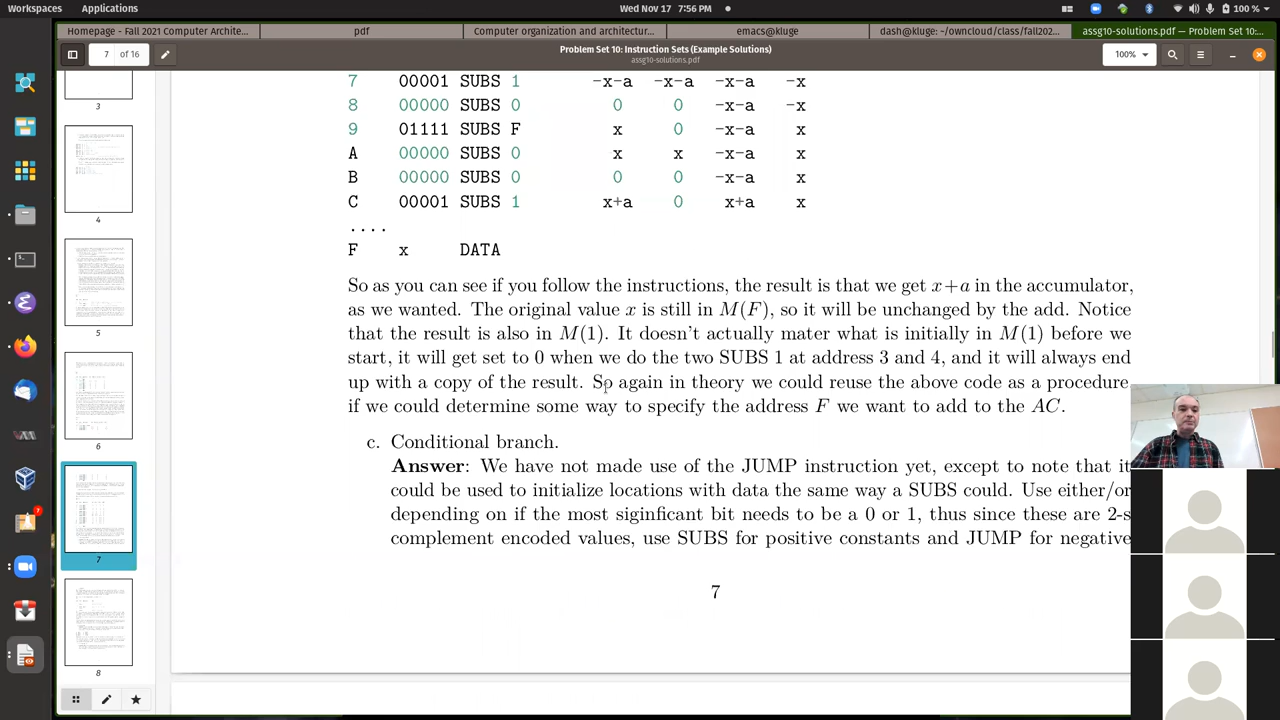 Workspaces Applications Wed Nov 17 7:56 PM 100 %
Homepage - Fall 2021 Computer Archite... pdf Computer organization and architectur... emacs@kluge dash@kluge: ~/owncloud/class/fall202... assg10-solutions.pdf — Problem Set 10:...
7 of 16 Problem Set 10: Instruction Sets (Example Solutions) 100%
assg10-solutions.pdf
7 00001 SUBS 1 -x-a -x-a -x-a -x
8 00000 SUBS 0 0 0 -x-a -x
9 01111 SUBS F x 0 -x-a x
A 00000 SUBS 0 x x -x-a x
B 00000 SUBS 0 0 0 -x-a x
C 00001 SUBS 1 x+a 0 x+a x
....
F x DATA
So as you can see if you follow the instructions, the result is that we get x+a in the accumulator,
as we wanted. The original value x is still in M(F), so it will be unchanged by the add. Notice
that the result is also in M(1). It doesn't actually mater what is initially in M(1) before we
start, it will get set to 0 when we do the two SUBS 1 at address 3 and 4, and it will always end
up with a copy of the result. So again in theory we could reuse the above code as a procedure
if we could determine some way to specify the address F we want to add to the AC.
c. Conditional branch.
Answer: We have not made use of the JUMP instruction yet, except to note that it
could be used to initialize locations with data the same way a SUBS could. Use either/or
depending on if the most siginficant bit needs to be a 0 or 1, thus since these are 2-s
complement encoded values, use SUBS for positive constants and JUMP for negative
7
3
4
5
6
7
8